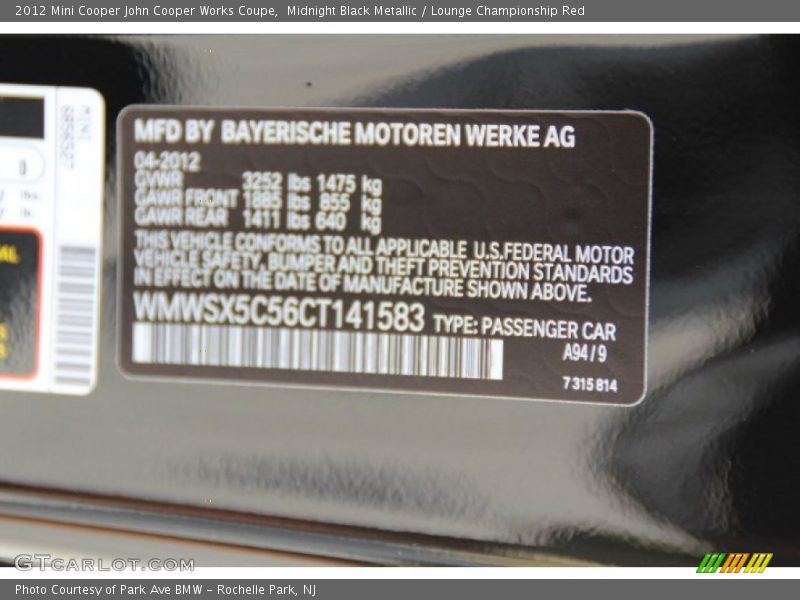 2012 Mini Cooper John Cooper Works Coupe, Midnight Black Metallic / Lounge Championship Red
MINI
MFD BY BAYERISCHE MOTOREN WERKE AG
04-2012
GVWR 3252 lbs 1475 kg
GAWR FRONT 1885 lbs 855 kg
GAWR REAR 1411 lbs 640 kg
THIS VEHICLE CONFORMS TO ALL APPLICABLE U.S.FEDERAL MOTOR
VEHICLE SAFETY, BUMPER AND THEFT PREVENTION STANDARDS
IN EFFECT ON THE DATE OF MANUFACTURE SHOWN ABOVE.
WMWSX5C56CT141583 TYPE: PASSENGER CAR
A94/9
7 315 814
GTcarlot.com
Photo Courtesy of Park Ave BMW - Rochelle Park, NJ